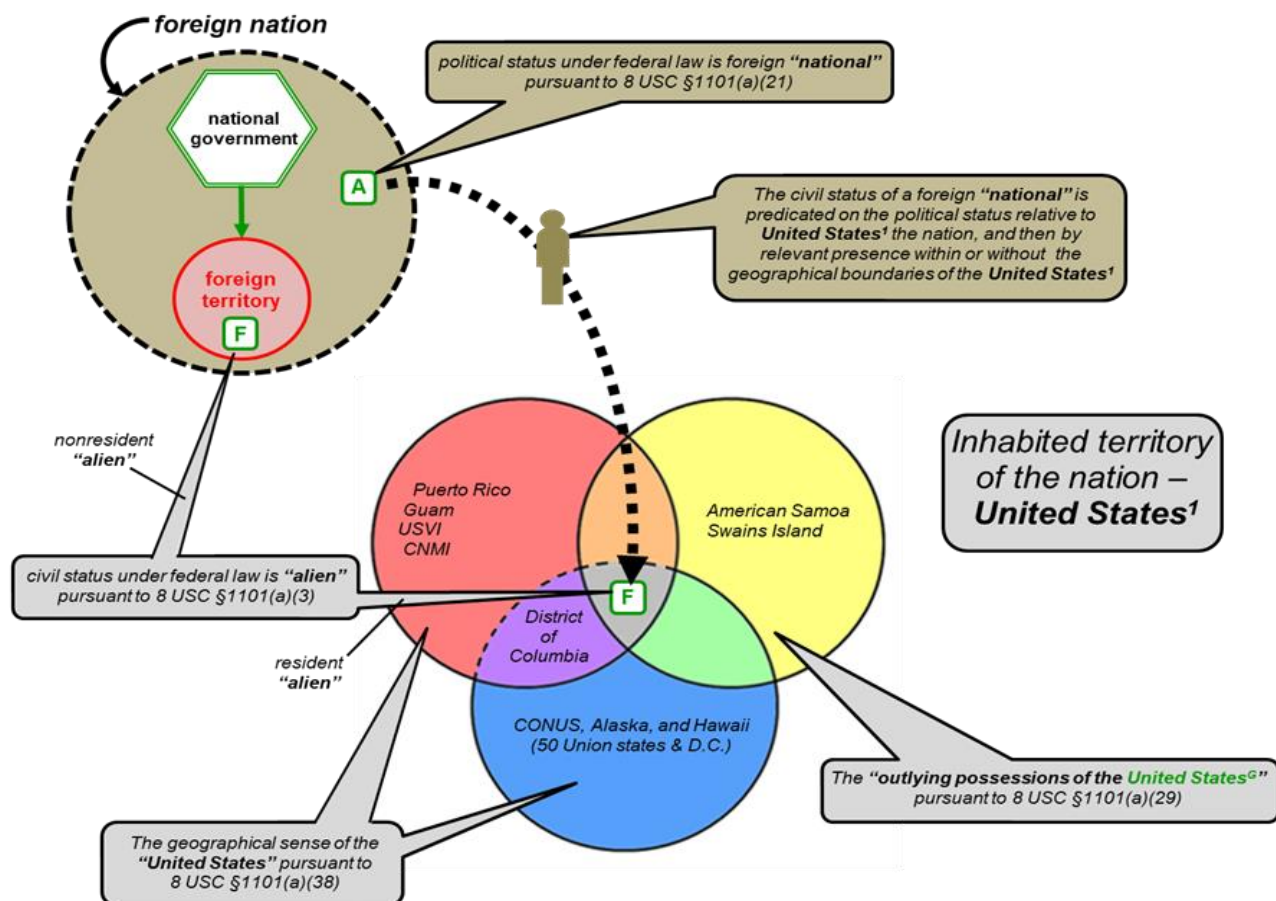 foreign nation
political status under federal law is foreign “national”
pursuant to 8 USC §1101(a)(21)
national
government
A
The civil status of a foreign “national” is
predicated on the political status relative to
United States¹ the nation, and then by
relevant presence within or without the
geographical boundaries of the United States¹
foreign
territory
F
nonresident
“alien”
Puerto Rico
Guam
USVI
CNMI
American Samoa
Swains Island
Inhabited territory
of the nation –
United States¹
civil status under federal law is “alien”
pursuant to 8 USC §1101(a)(3)
F
District
of
Columbia
resident
“alien”
CONUS, Alaska, and Hawaii
(50 Union states & D.C.)
The “outlying possessions of the United Statesᴳ”
pursuant to 8 USC §1101(a)(29)
The geographical sense of the
“United States” pursuant to
8 USC §1101(a)(38)